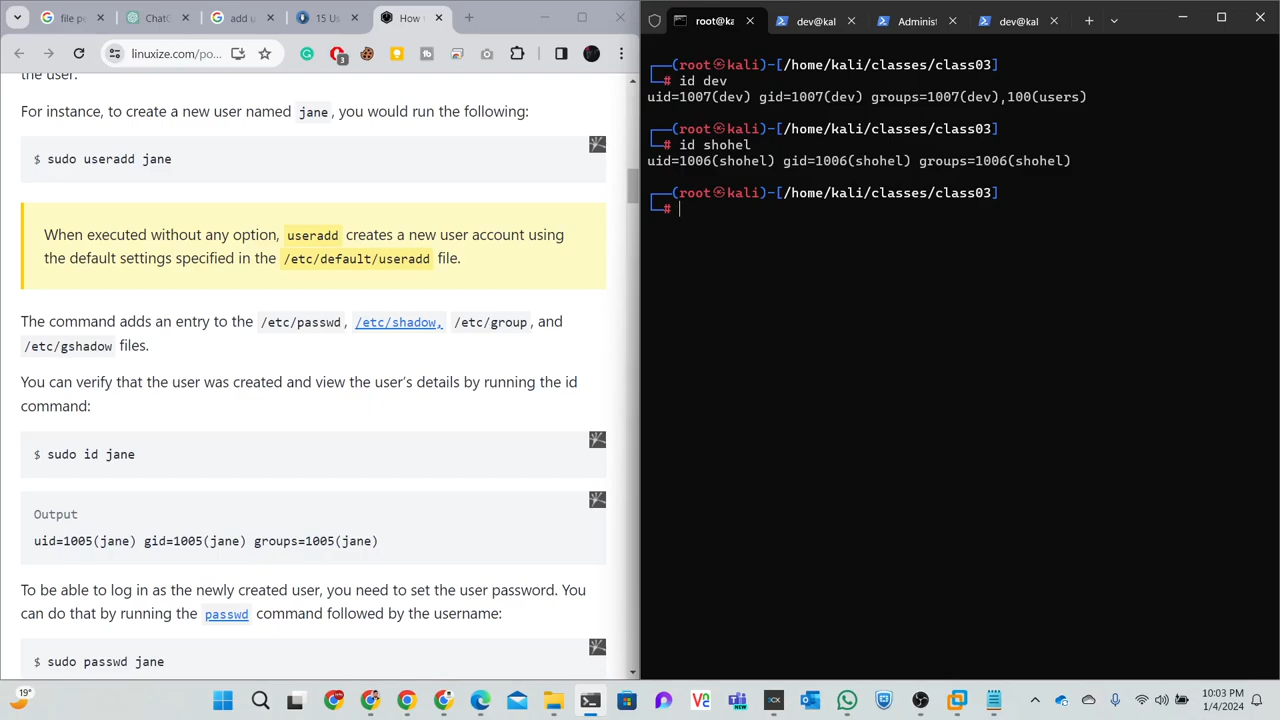 file pe
ChatC
add u
15 Us
How t
linuxize.com/po...
3
the user.
For instance, to create a new user named jane, you would run the following:
$ sudo useradd jane
When executed without any option, useradd creates a new user account using
the default settings specified in the /etc/default/useradd file.
The command adds an entry to the /etc/passwd, /etc/shadow, /etc/group, and
/etc/gshadow files.
You can verify that the user was created and view the user's details by running the id
command:
$ sudo id jane
Output
uid=1005(jane) gid=1005(jane) groups=1005(jane)
To be able to log in as the newly created user, you need to set the user password. You
can do that by running the passwd command followed by the username:
$ sudo passwd jane
root@ka
dev@kal
Administ
dev@kal
(root㉿kali)-[/home/kali/classes/class03]
# id dev
uid=1007(dev) gid=1007(dev) groups=1007(dev),100(users)
(root㉿kali)-[/home/kali/classes/class03]
# id shohel
uid=1006(shohel) gid=1006(shohel) groups=1006(shohel)
(root㉿kali)-[/home/kali/classes/class03]
#
19°
10:03 PM
1/4/2024